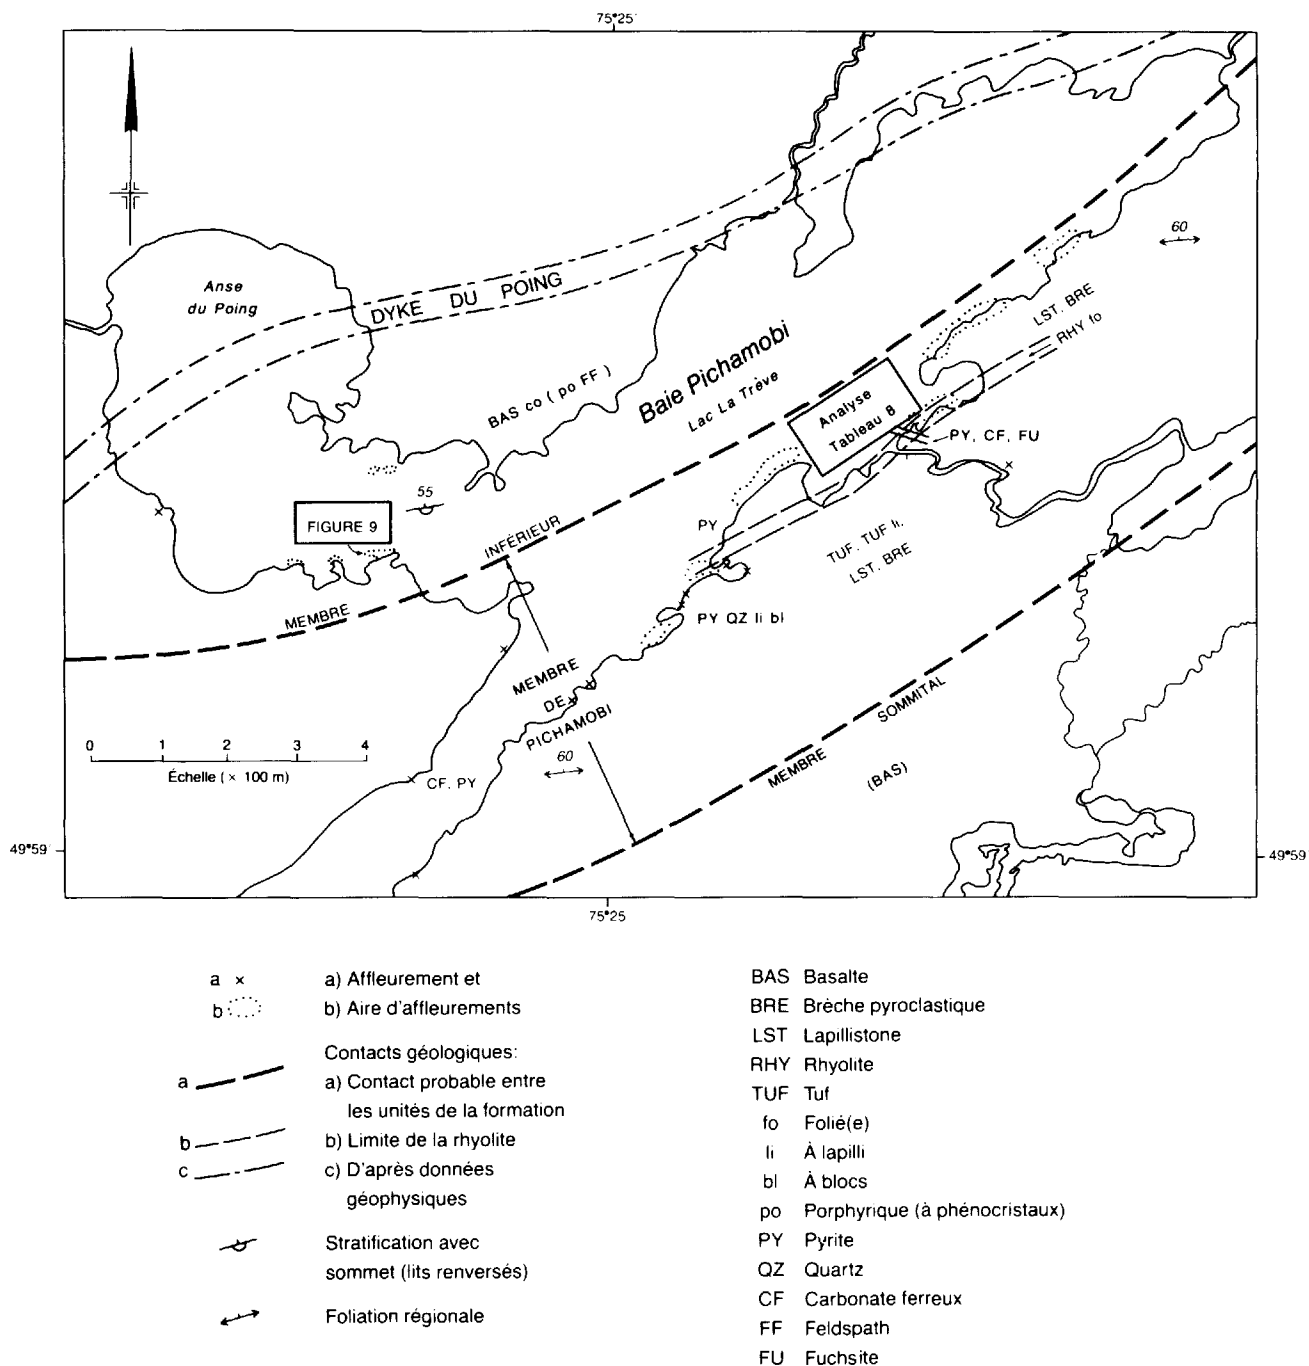 75°25'
Anse
du Poing
DYKE DU POING
BAS co ( po FF )
Baie Pichamobi
Lac La Trève
60
LST. BRE
RHY fo
Analyse
Tableau 8
PY, CF, FU
55
FIGURE 9
PY
TUF, TUF li,
LST, BRE
MEMBRE INFÉRIEUR
PY QZ li bl
MEMBRE
DE
PICHAMOBI
60
CF, PY
MEMBRE SOMMITAL
(BAS)
0 1 2 3 4
Échelle ( × 100 m)
49°59'
49°59
75°25
a × a) Affleurement et
b b) Aire d'affleurements
Contacts géologiques:
a a) Contact probable entre
les unités de la formation
b b) Limite de la rhyolite
c c) D'après données
géophysiques
Stratification avec
sommet (lits renversés)
Foliation régionale
BAS Basalte
BRE Brèche pyroclastique
LST Lapillistone
RHY Rhyolite
TUF Tuf
fo Folié(e)
li À lapilli
bl À blocs
po Porphyrique (à phénocristaux)
PY Pyrite
QZ Quartz
CF Carbonate ferreux
FF Feldspath
FU Fuchsite